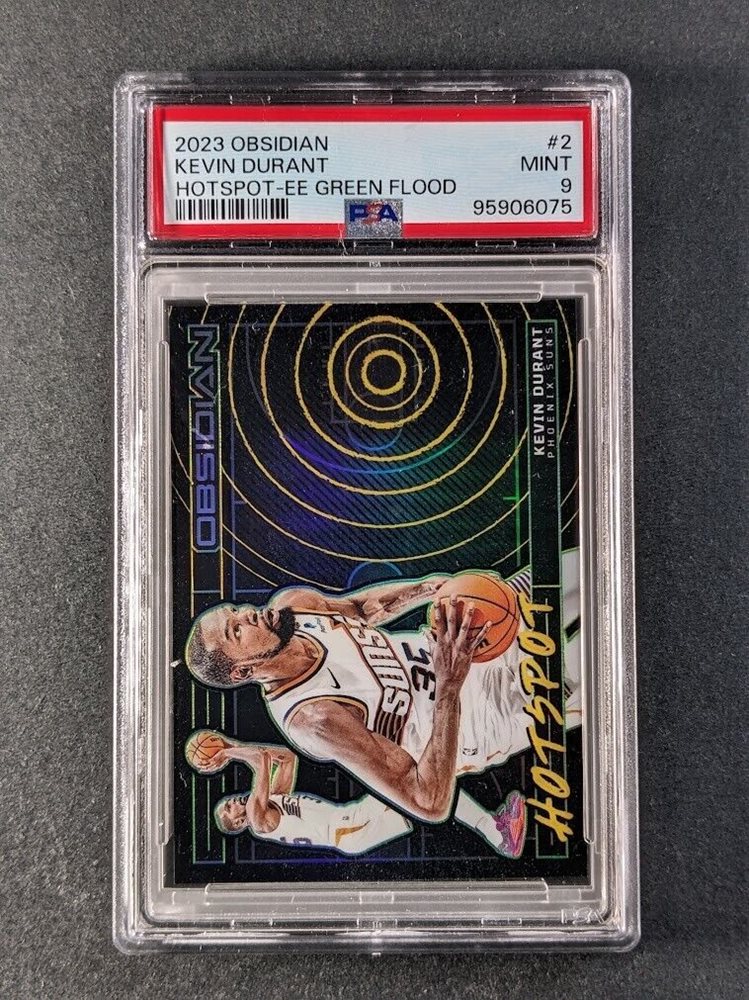 2023 OBSIDIAN #2
KEVIN DURANT MINT
HOTSPOT-EE GREEN FLOOD 9
PSA 95906075
OBSIDIAN
KEVIN DURANT
PHOENIX SUNS
SUNS
35
HOTSPOT
PSA